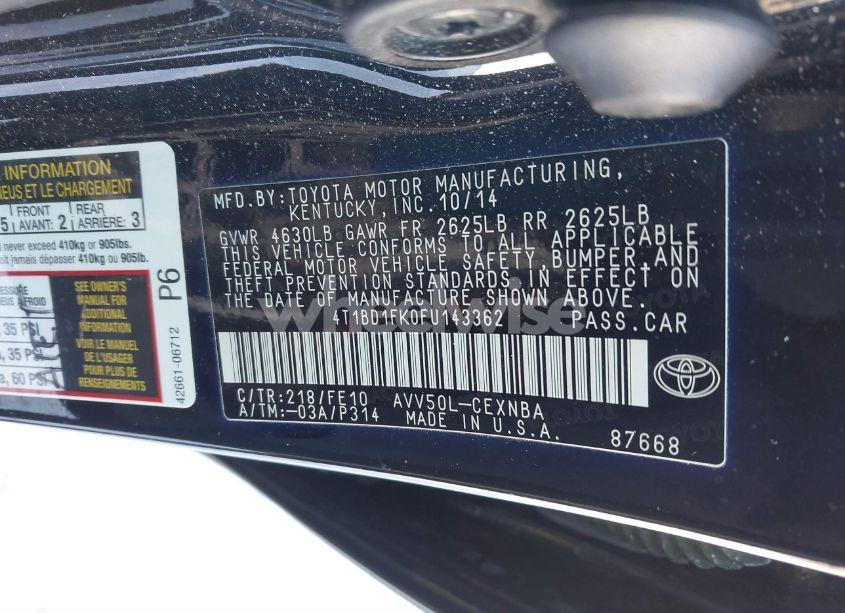 INFORMATION
NEUS ET LE CHARGEMENT
5 FRONT AVANT: 2 REAR ARRIÈRE: 3
never exceed 410kg or 905lbs.
jamais dépasser 410kg ou 905lb.
SEE OWNER'S
MANUAL FOR
ADDITIONAL
INFORMATION
VOIR LE MANUEL
DE L'USAGER
POUR PLUS DE
RENSEIGNEMENTS
À FROID
35 PSI
35 PSI
60 PSI
P6
42661-06712
MFD.BY:TOYOTA MOTOR MANUFACTURING,
KENTUCKY,INC.10/14
GVWR 4630LB GAWR FR 2625LB RR 2625LB
THIS VEHICLE CONFORMS TO ALL APPLICABLE
FEDERAL MOTOR VEHICLE SAFETY,BUMPER,AND
THEFT PREVENTION STANDARDS IN EFFECT ON
THE DATE OF MANUFACTURE SHOWN ABOVE.
4T1BD1FK0FU143362 PASS.CAR
C/TR:218/FE10 AVV50L-CEXNBA
A/TM:-03A/P314 MADE IN U.S.A.
87668
wheelwise